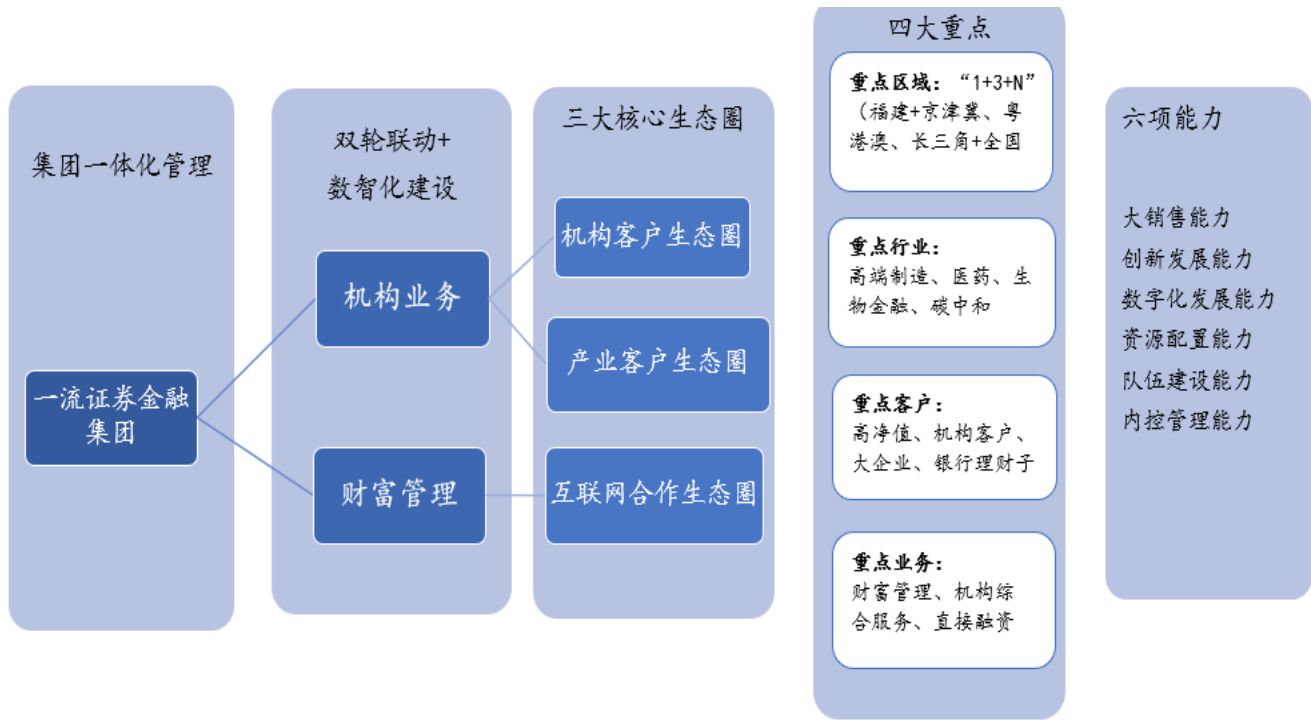 集团一体化管理
一流证券金融
集团
双轮联动+
数智化建设
机构业务
财富管理
三大核心生态圈
机构客户生态圈
产业客户生态圈
互联网合作生态圈
四大重点
重点区域：“1+3+N”
（福建+京津冀、粤
港澳、长三角+全国
重点行业：
高端制造、医药、生
物金融、碳中和
重点客户：
高净值、机构客户、
大企业、银行理财子
重点业务：
财富管理、机构综
合服务、直接融资
六项能力
大销售能力
创新发展能力
数字化发展能力
资源配置能力
队伍建设能力
内控管理能力